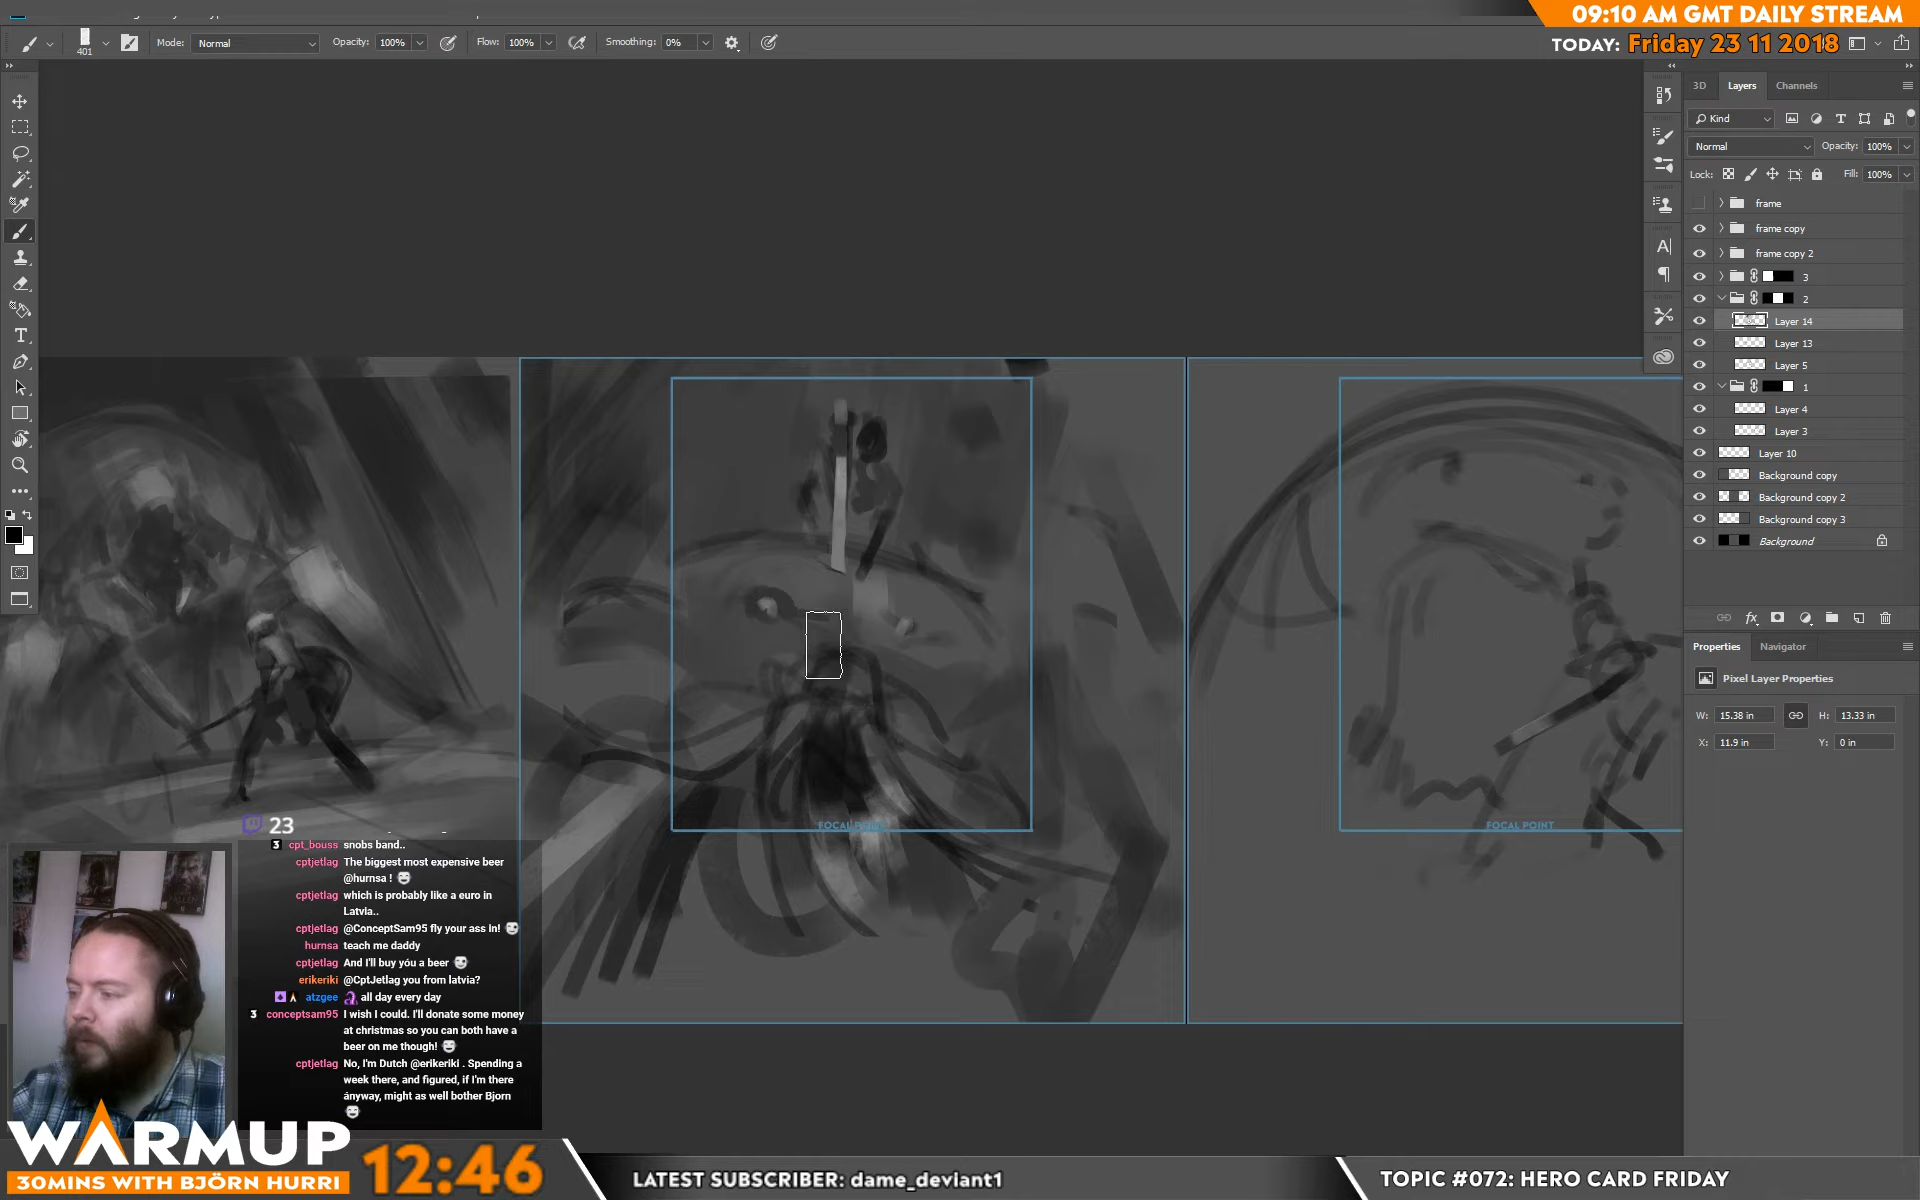 09:10 AM GMT DAILY STREAM
TODAY: Friday 23 11 2018
401
Mode: Normal
Opacity: 100%
Flow: 100%
Smoothing: 0%
3D Layers Channels
Kind
Normal Opacity: 100%
Lock: Fill: 100%
frame
frame copy
frame copy 2
3
2
Layer 14
Layer 13
Layer 5
1
Layer 4
Layer 3
Layer 10
Background copy
Background copy 2
Background copy 3
Background
Properties Navigator
Pixel Layer Properties
W: 15.38 in H: 13.33 in
X: 11.9 in Y: 0 in
FOCAL POINT
FOCAL POINT
23
3 cpt_bouss snobs band..
cptjetlag The biggest most expensive beer
@hurnsa !
cptjetlag which is probably like a euro in
Latvia..
cptjetlag @ConceptSam95 fly your ass in!
hurnsa teach me daddy
cptjetlag And I'll buy you a beer
erikeriki @CptJetlag you from latvia?
atzgee all day every day
3 conceptsam95 I wish I could. I'll donate some money
at christmas so you can both have a
beer on me though!
cptjetlag No, I'm Dutch @erikeriki . Spending a
week there, and figured, if I'm there
anyway, might as well bother Bjorn
WARMUP
30MINS WITH BJÖRN HURRI
12:46
LATEST SUBSCRIBER: dame_deviant1
TOPIC #072: HERO CARD FRIDAY